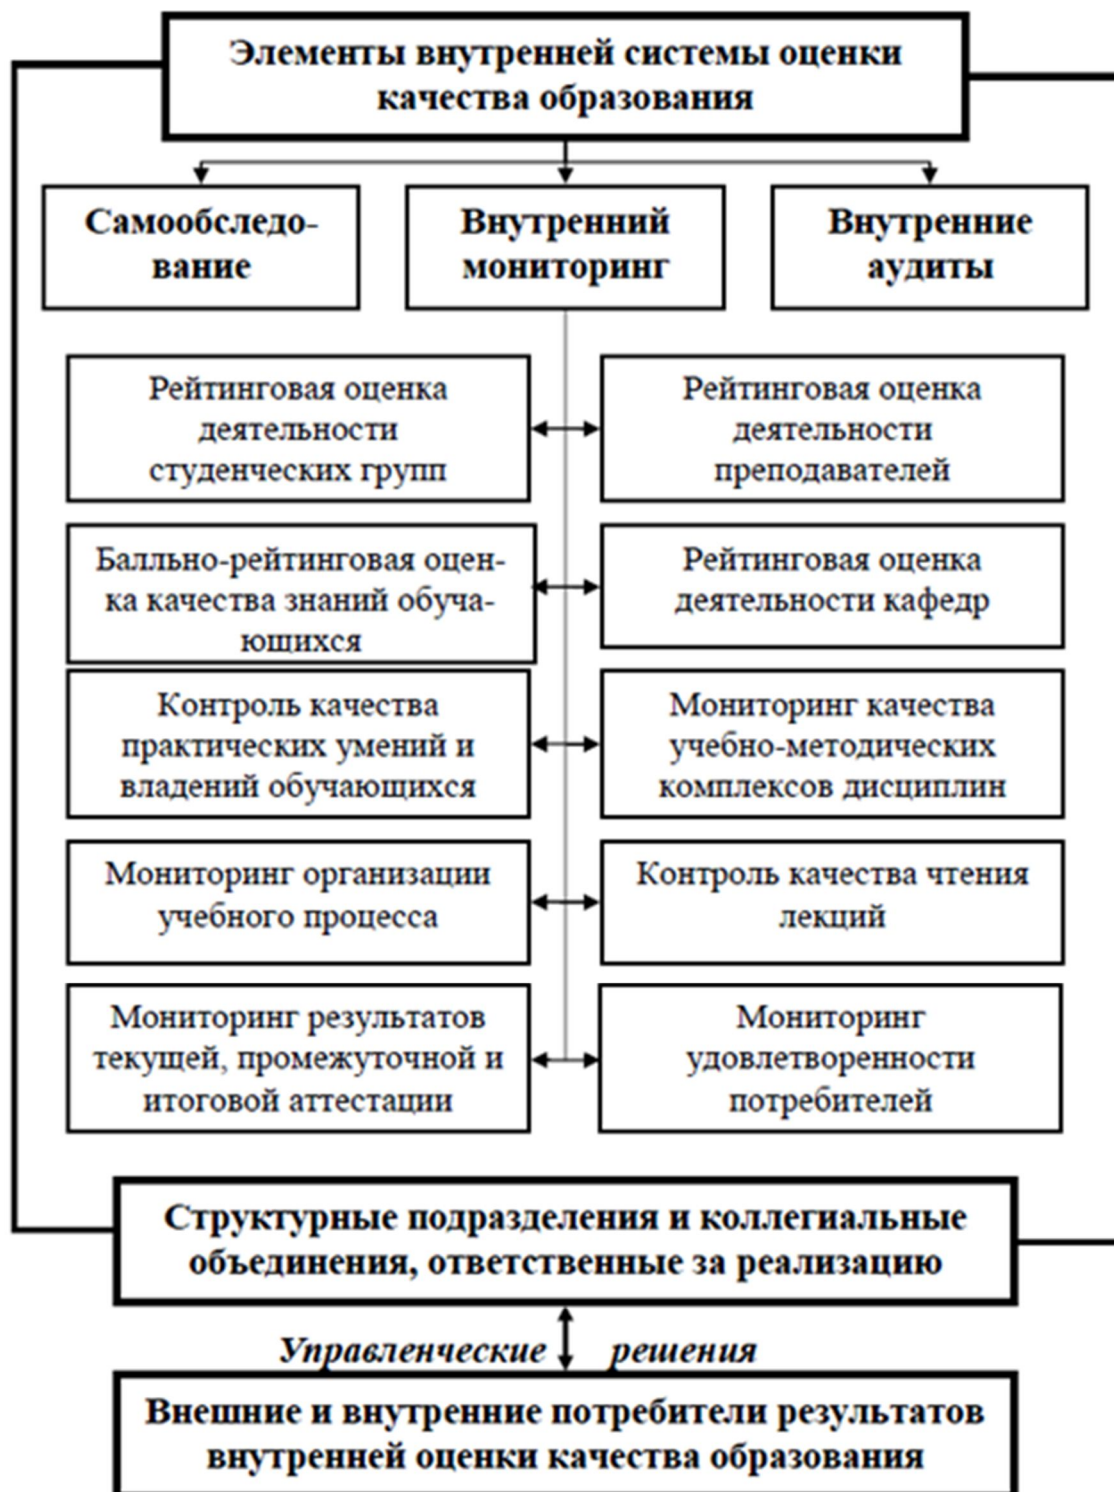 Элементы внутренней системы оценки
качества образования
Самообследо-
вание
Внутренний
мониторинг
Внутренние
аудиты
Рейтинговая оценка
деятельности
студенческих групп
Рейтинговая оценка
деятельности
преподавателей
Балльно-рейтинговая оцен-
ка качества знаний обуча-
ющихся
Рейтинговая оценка
деятельности кафедр
Контроль качества
практических умений и
владений обучающихся
Мониторинг качества
учебно-методических
комплексов дисциплин
Мониторинг организации
учебного процесса
Контроль качества чтения
лекций
Мониторинг результатов
текущей, промежуточной и
итоговой аттестации
Мониторинг
удовлетворенности
потребителей
Структурные подразделения и коллегиальные
объединения, ответственные за реализацию
Управленческие решения
Внешние и внутренние потребители результатов
внутренней оценки качества образования